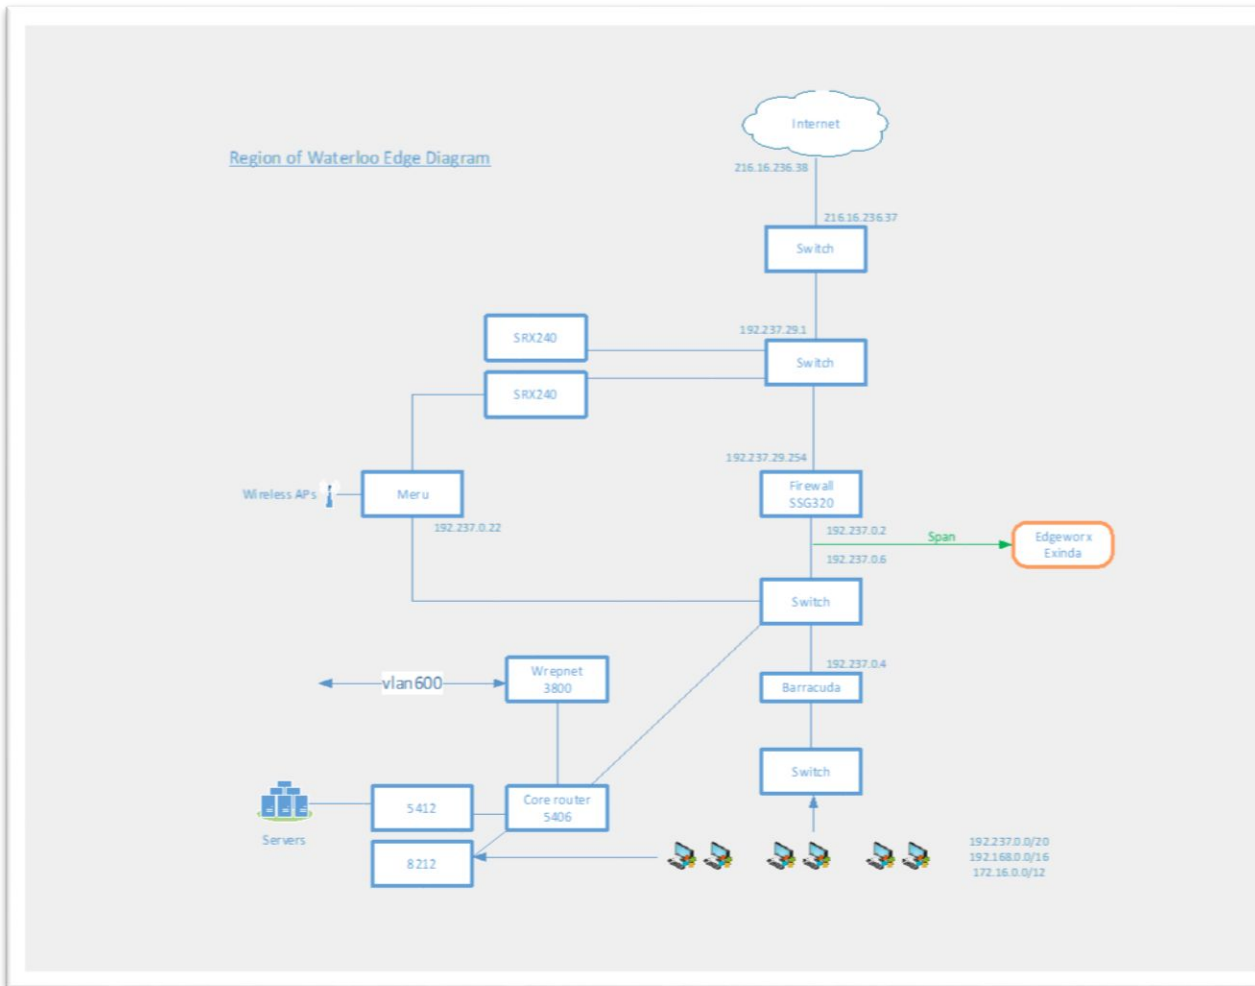 Internet
Region of Waterloo Edge Diagram
216.16.236.38
216.16.236.37
Switch
192.237.29.1
SRX240
Switch
SRX240
192.237.29.254
Firewall
SSG320
Wireless APs
Meru
192.237.0.22
192.237.0.2
Span
Edgeworx
Exinda
192.237.0.6
Switch
192.237.0.4
Wrepnet
3800
vlan600
Barracuda
Switch
Core router
5406
5412
Servers
8212
192.237.0.0/20
192.168.0.0/16
172.16.0.0/12